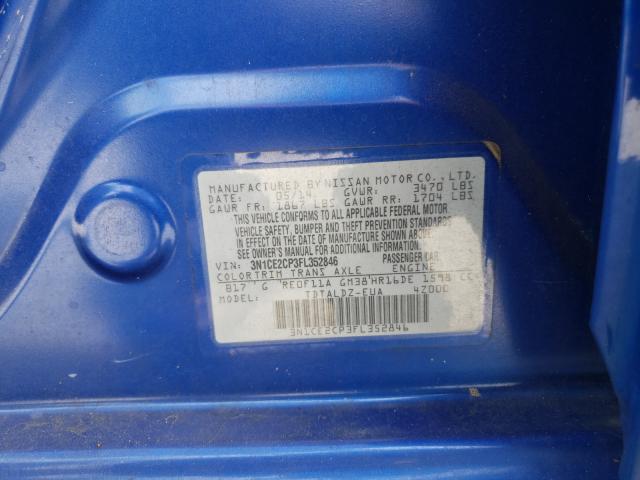 MANUFACTURED BY NISSAN MOTOR CO., LTD.
DATE: 05/14 GVWR: 3470 LBS
GAWR FR: 1867 LBS GAWR RR: 1704 LBS
THIS VEHICLE CONFORMS TO ALL APPLICABLE FEDERAL MOTOR
VEHICLE SAFETY, BUMPER AND THEFT PREVENTION STANDARDS
IN EFFECT ON THE DATE OF MANUFACTURE SHOWN ABOVE.
SEE OWNER'S MANUAL FOR ADDITIONAL INFORMATION.
VIN: 3N1CE2CP3FL352846 PASSENGER CAR
COLOR TRIM TRANS AXLE ENGINE
B17 G RE0F11A GM38 HR16DE 1598 CC
MODEL: TDTALDZ-EUA 42000
3N1CE2CP3FL352846